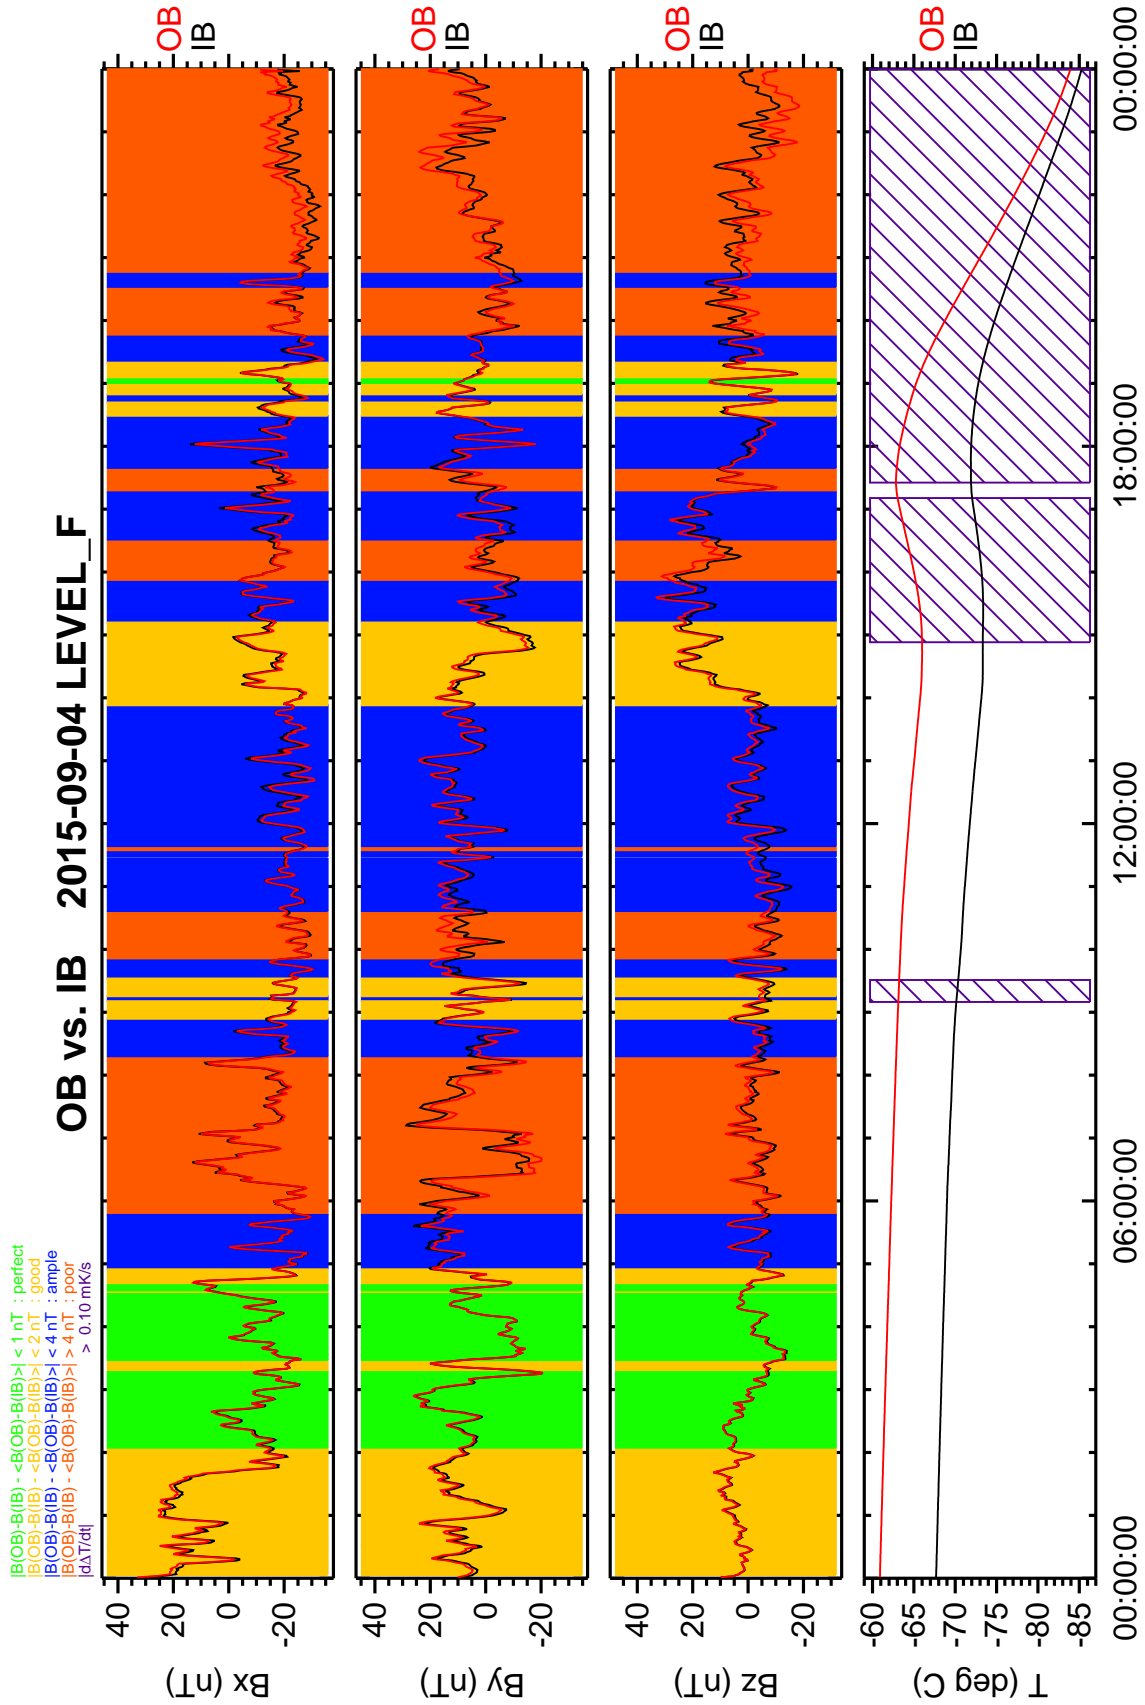 OB vs. IB 2015-09-04 LEVEL_F
|B(OB)-B(IB) - <B(OB)-B(IB)>| < 1 nT : perfect
|B(OB)-B(IB) - <B(OB)-B(IB)>| < 2 nT : good
|B(OB)-B(IB) - <B(OB)-B(IB)>| < 4 nT : ample
|B(OB)-B(IB) - <B(OB)-B(IB)>| > 4 nT : poor
|dΔT/dt| > 0.10 mK/s
Bx (nT)
40
20
0
-20
OB
IB
By (nT)
40
20
0
-20
OB
IB
Bz (nT)
40
20
0
-20
OB
IB
T (deg C)
-60
-65
-70
-75
-80
-85
OB
IB
00:00:00
06:00:00
12:00:00
18:00:00
00:00:00